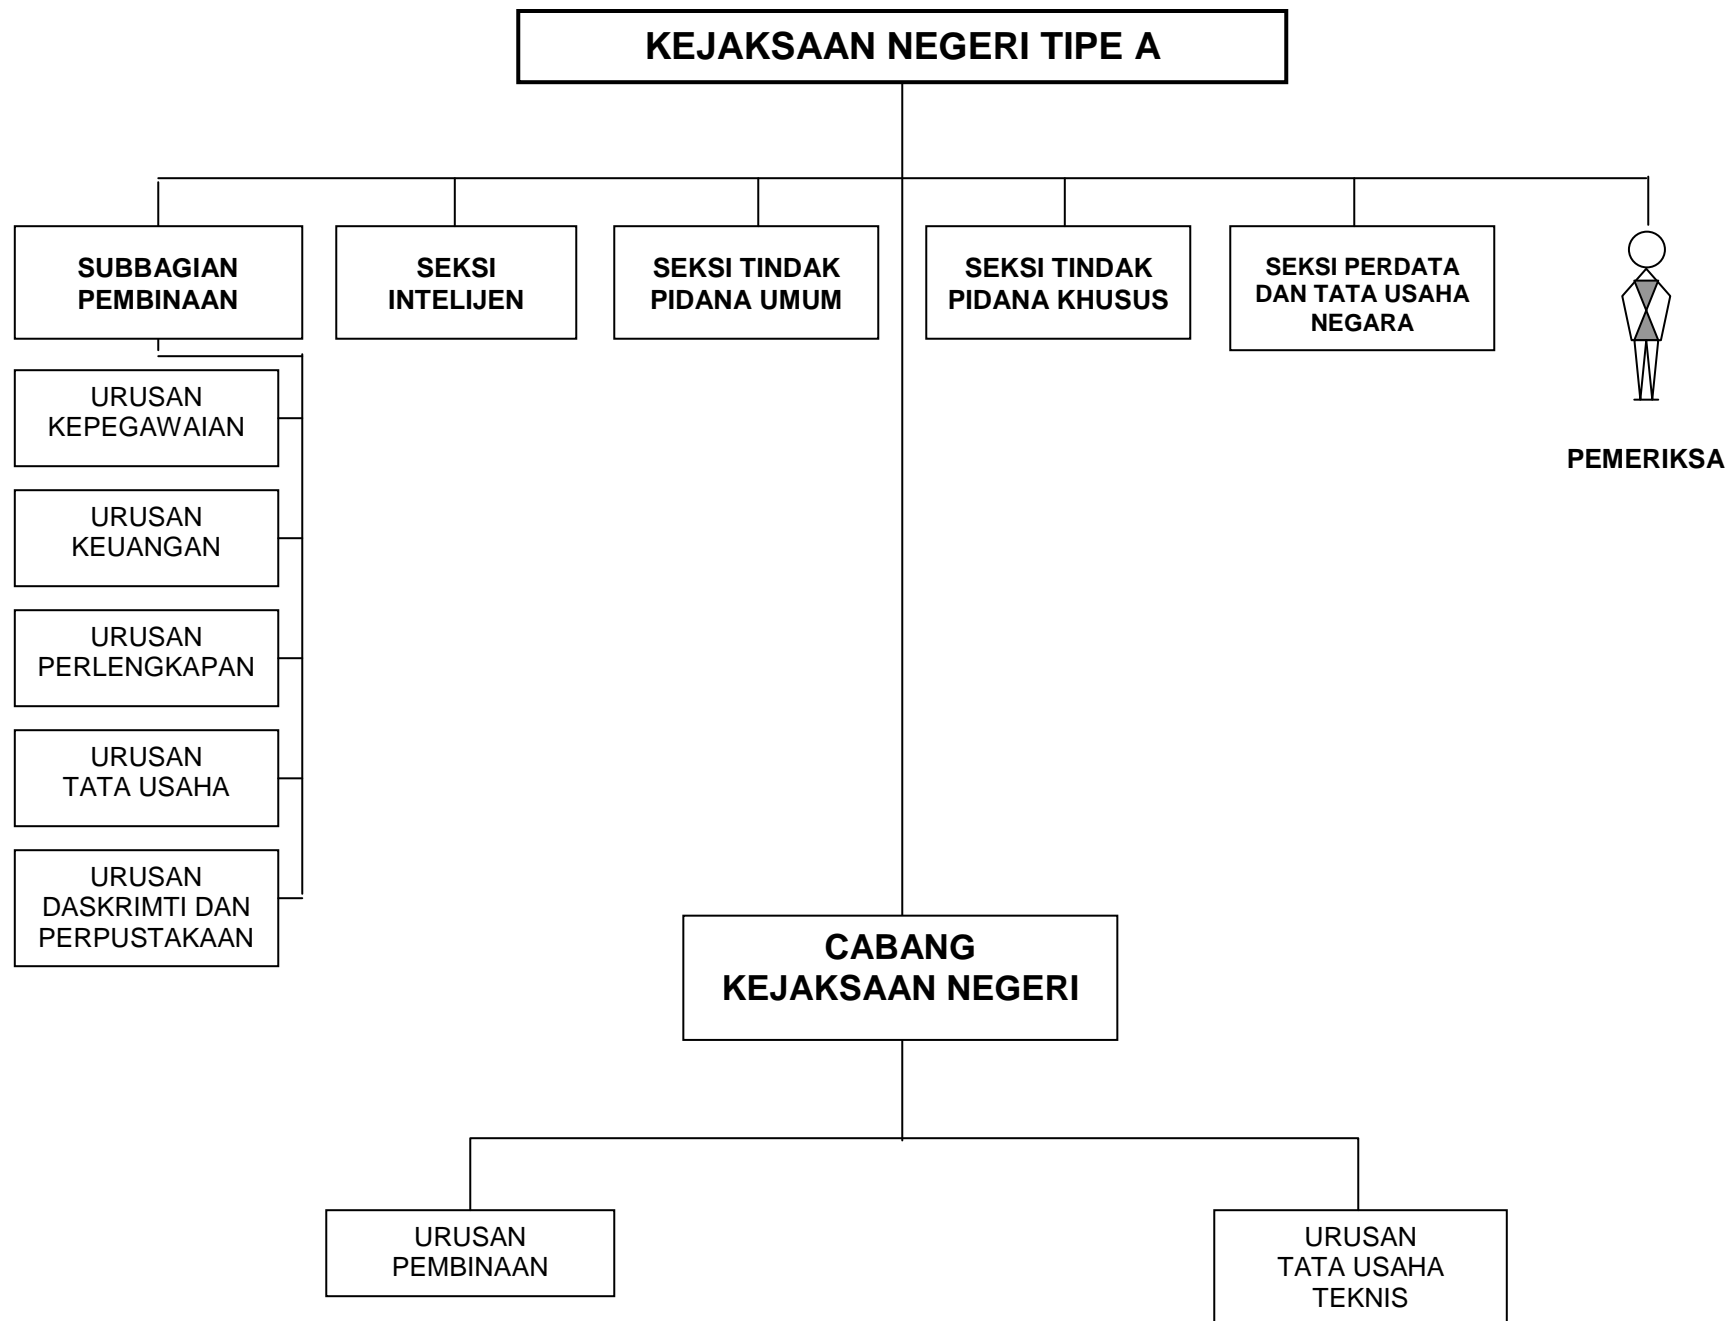 KEJAKSAAN NEGERI TIPE A
SUBBAGIAN
PEMBINAAN
SEKSI
INTELIJEN
SEKSI TINDAK
PIDANA UMUM
SEKSI TINDAK
PIDANA KHUSUS
SEKSI PERDATA
DAN TATA USAHA
NEGARA
PEMERIKSA
URUSAN
KEPEGAWAIAN
URUSAN
KEUANGAN
URUSAN
PERLENGKAPAN
URUSAN
TATA USAHA
URUSAN
DASKRIMTI DAN
PERPUSTAKAAN
CABANG
KEJAKSAAN NEGERI
URUSAN
PEMBINAAN
URUSAN
TATA USAHA
TEKNIS